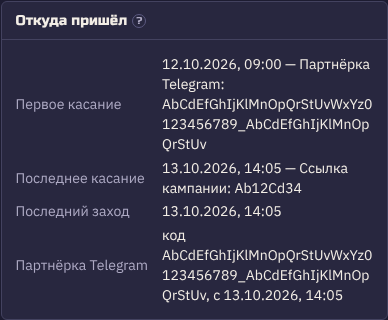 Откуда пришёл ?
Первое касание
12.10.2026, 09:00 — Партнёрка
Telegram:
AbCdEfGhIjKlMnOpQrStUvWxYz0
123456789_AbCdEfGhIjKlMnOp
QrStUv
Последнее касание
13.10.2026, 14:05 — Ссылка
кампании: Ab12Cd34
Последний заход
13.10.2026, 14:05
Партнёрка Telegram
код
AbCdEfGhIjKlMnOpQrStUvWxYz0
123456789_AbCdEfGhIjKlMnOp
QrStUv, с 13.10.2026, 14:05